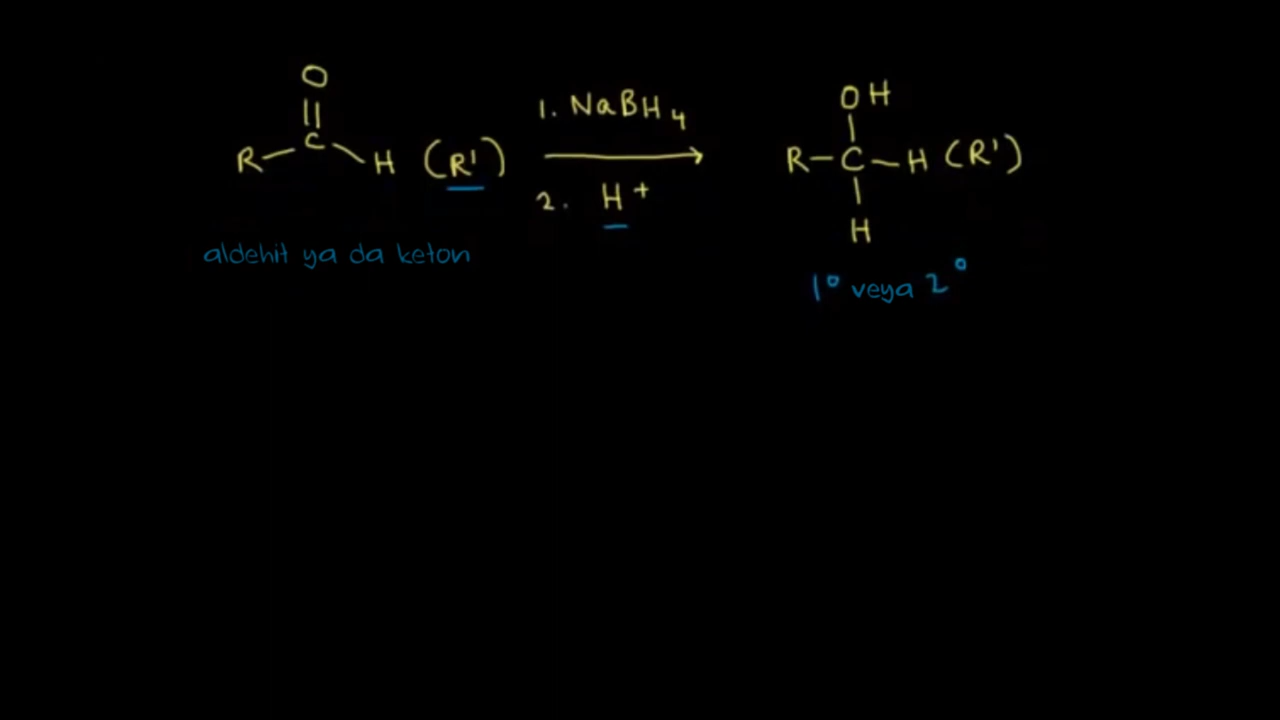 O
||
R-C-H (R')
1. NaBH4
2. H+
OH
|
R-C-H (R')
|
H
aldehit ya da keton
1° veya 2°